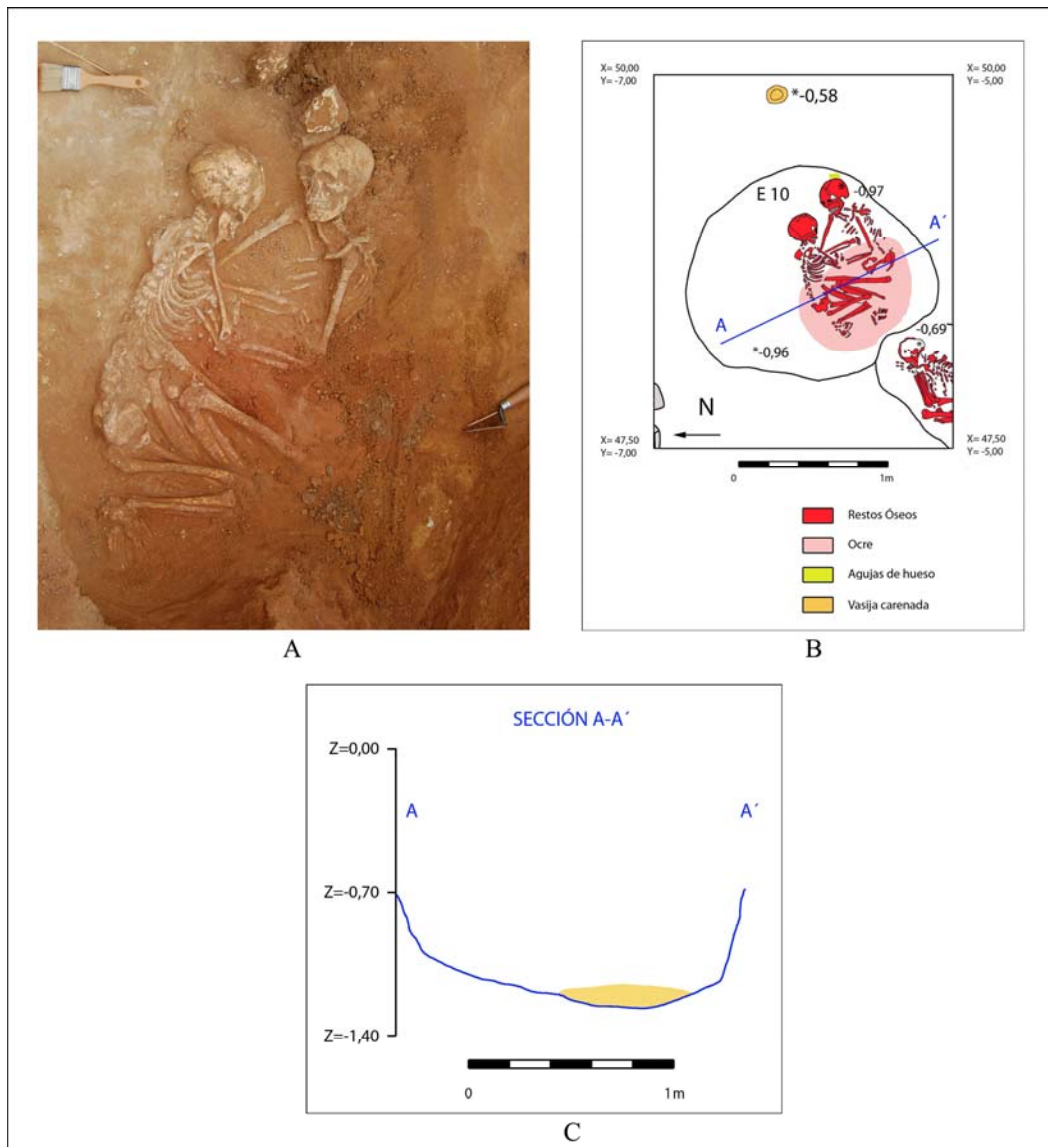 A
X= 50,00
Y= -7,00
X= 50,00
Y= -5,00
*-0,58
E 10
-0,97
A´
A
*-0,96
-0,69
N
X= 47,50
Y= -7,00
X= 47,50
Y= -5,00
0
1m
Restos Óseos
Ocre
Agujas de hueso
Vasija carenada
B
SECCIÓN A-A´
Z=0,00
A
A´
Z=-0,70
Z=-1,40
0
1m
C